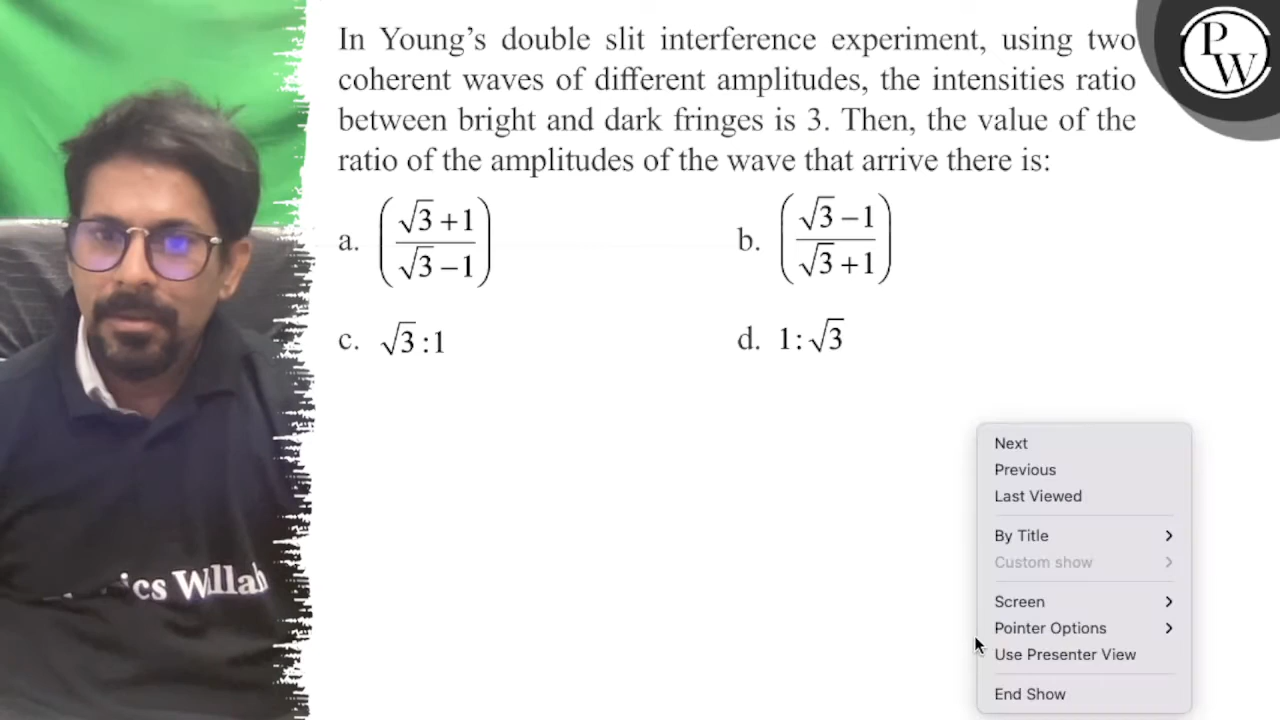 In Young’s double slit interference experiment, using two
coherent waves of different amplitudes, the intensities ratio
between bright and dark fringes is 3. Then, the value of the
ratio of the amplitudes of the wave that arrive there is:
a. (√3+1 / √3−1)
b. (√3−1 / √3+1)
c. √3:1
d. 1:√3
PW
ics Wallah
Next
Previous
Last Viewed
By Title
Custom show
Screen
Pointer Options
Use Presenter View
End Show